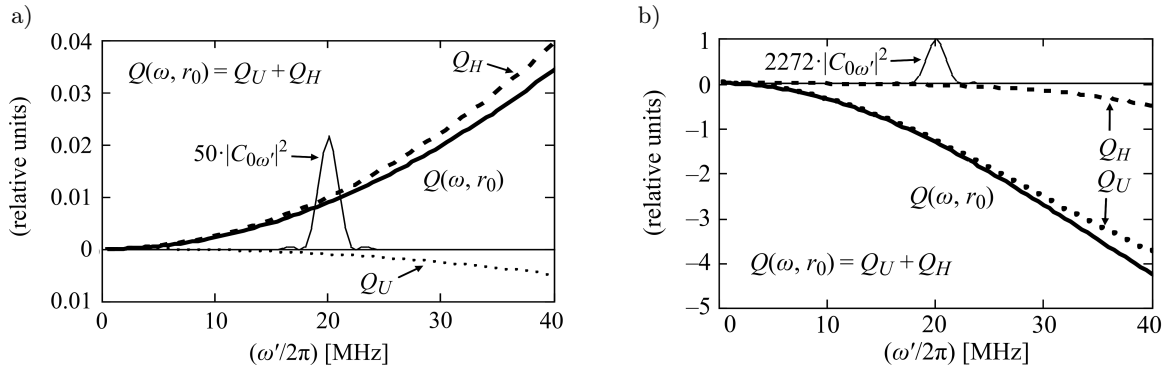 a)
0.04
0.03
0.02
0.01
0
0.01
(relative units)
Q(ω, r0) = QU + QH
QH
50·|C0ω′|²
Q(ω, r0)
QU
0 10 20 30 40
(ω′/2π) [MHz]
b)
1
0
−1
−2
−3
−4
−5
(relative units)
2272·|C0ω′|²
QH
QU
Q(ω, r0)
Q(ω, r0) = QU + QH
0 10 20 30 40
(ω′/2π) [MHz]